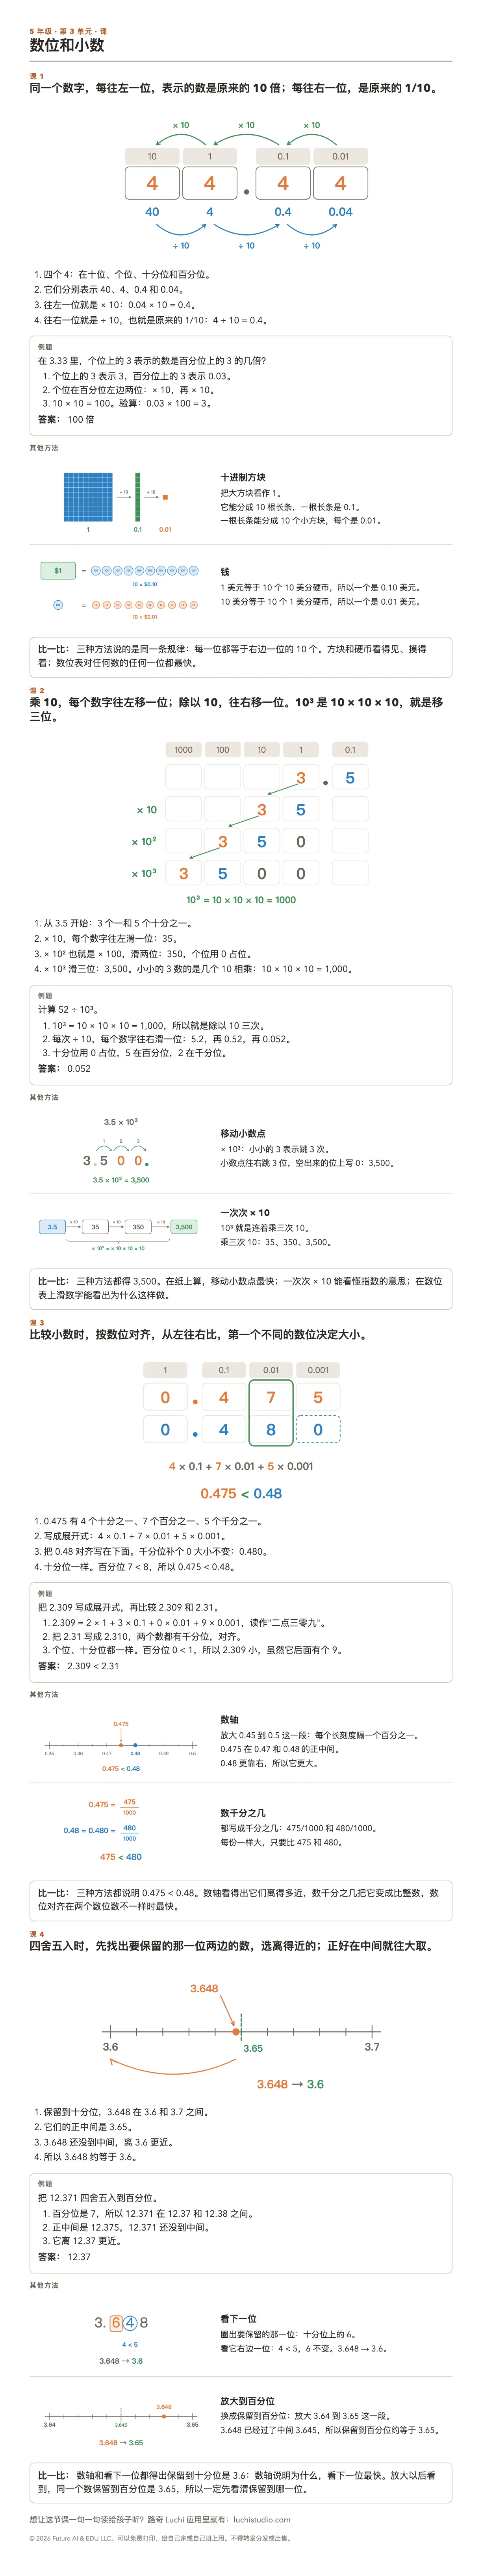 5 年级 · 第 3 单元 · 课
数位和小数
课 1
同一个数字，每往左一位，表示的数是原来的 10 倍；每往右一位，是原来的 1/10。
× 10 × 10 × 10
10 1 0.1 0.01
4 4 . 4 4
40 4 0.4 0.04
÷ 10 ÷ 10 ÷ 10
1. 四个 4：在十位、个位、十分位和百分位。
2. 它们分别表示 40、4、0.4 和 0.04。
3. 往左一位就是 × 10：0.04 × 10 = 0.4。
4. 往右一位就是 ÷ 10，也就是原来的 1/10：4 ÷ 10 = 0.4。
例题
在 3.33 里，个位上的 3 表示的数是百分位上的 3 的几倍？
1. 个位上的 3 表示 3，百分位上的 3 表示 0.03。
2. 个位在百分位左边两位：× 10，再 × 10。
3. 10 × 10 = 100。验算：0.03 × 100 = 3。
答案： 100 倍
其他方法
× 10 × 10
1 0.1 0.01
十进制方块
把大方块看作 1。
它能分成 10 根长条，一根长条是 0.1。
一根长条能分成 10 个小方块，每个是 0.01。
$1 =
10 × $0.10
=
10 × $0.01
钱
1 美元等于 10 个 10 美分硬币，所以一个是 0.10 美元。
10 美分等于 10 个 1 美分硬币，所以一个是 0.01 美元。
比一比： 三种方法说的是同一条规律：每一位都等于右边一位的 10 个。方块和硬币看得见、摸得
着；数位表对任何数的任何一位都最快。
课 2
乘 10，每个数字往左移一位；除以 10，往右移一位。10³ 是 10 × 10 × 10，就是移
三位。
1000 100 10 1 0.1
3 . 5
× 10 3 5
× 10² 3 5 0
× 10³ 3 5 0 0
10³ = 10 × 10 × 10 = 1000
1. 从 3.5 开始：3 个一和 5 个十分之一。
2. × 10，每个数字往左滑一位：35。
3. × 10² 也就是 × 100，滑两位：350，个位用 0 占位。
4. × 10³ 滑三位：3,500。小小的 3 数的是几个 10 相乘：10 × 10 × 10 = 1,000。
例题
计算 52 ÷ 10³。
1. 10³ = 10 × 10 × 10 = 1,000，所以就是除以 10 三次。
2. 每次 ÷ 10，每个数字往右滑一位：5.2，再 0.52，再 0.052。
3. 十分位用 0 占位，5 在百分位，2 在千分位。
答案： 0.052
其他方法
3.5 × 10³
1 2 3
3 . 5 0 0 .
3.5 × 10³ = 3,500
移动小数点
× 10³：小小的 3 表示跳 3 次。
小数点往右跳 3 位，空出来的位上写 0：3,500。
× 10 × 10 × 10
3.5 35 350 3,500
× 10³ = × 10 × 10 × 10
一次次 × 10
10³ 就是连着乘三次 10。
乘三次 10：35、350、3,500。
比一比： 三种方法都得 3,500。在纸上算，移动小数点最快；一次次 × 10 能看懂指数的意思；在数位
表上滑数字能看出为什么这样做。
课 3
比较小数时，按数位对齐，从左往右比，第一个不同的数位决定大小。
1 0.1 0.01 0.001
0 . 4 7 5
0 . 4 8 0
4 × 0.1 + 7 × 0.01 + 5 × 0.001
0.475 < 0.48
1. 0.475 有 4 个十分之一、7 个百分之一、5 个千分之一。
2. 写成展开式：4 × 0.1 + 7 × 0.01 + 5 × 0.001。
3. 把 0.48 对齐写在下面。千分位补个 0 大小不变：0.480。
4. 十分位一样。百分位 7 < 8，所以 0.475 < 0.48。
例题
把 2.309 写成展开式，再比较 2.309 和 2.31。
1. 2.309 = 2 × 1 + 3 × 0.1 + 0 × 0.01 + 9 × 0.001，读作"二点三零九"。
2. 把 2.31 写成 2.310，两个数都有千分位，对齐。
3. 个位、十分位都一样。百分位 0 < 1，所以 2.309 小，虽然它后面有个 9。
答案： 2.309 < 2.31
其他方法
0.475
0.45 0.46 0.47 0.48 0.49 0.5
0.475 < 0.48
数轴
放大 0.45 到 0.5 这一段：每个长刻度隔一个百分之一。
0.475 在 0.47 和 0.48 的正中间。
0.48 更靠右，所以它更大。
0.475 = 475/1000
0.48 = 0.480 = 480/1000
475 < 480
数千分之几
都写成千分之几：475/1000 和 480/1000。
每份一样大，只要比 475 和 480。
比一比： 三种方法都说明 0.475 < 0.48。数轴看得出它们离得多近，数千分之几把它变成比整数，数
位对齐在两个数位数不一样时最快。
课 4
四舍五入时，先找出要保留的那一位两边的数，选离得近的；正好在中间就往大取。
3.648
3.6 3.65 3.7
3.648 → 3.6
1. 保留到十分位，3.648 在 3.6 和 3.7 之间。
2. 它们的正中间是 3.65。
3. 3.648 还没到中间，离 3.6 更近。
4. 所以 3.648 约等于 3.6。
例题
把 12.371 四舍五入到百分位。
1. 百分位是 7，所以 12.371 在 12.37 和 12.38 之间。
2. 正中间是 12.375，12.371 还没到中间。
3. 它离 12.37 更近。
答案： 12.37
其他方法
3.648
4 < 5
3.648 → 3.6
看下一位
圈出要保留的那一位：十分位上的 6。
看它右边一位：4 < 5，6 不变。3.648 → 3.6。
3.648
3.64 3.645 3.65
3.648 → 3.65
放大到百分位
换成保留到百分位：放大 3.64 到 3.65 这一段。
3.648 已经过了中间 3.645，所以保留到百分位约等于 3.65。
比一比： 数轴和看下一位都得出保留到十分位是 3.6：数轴说明为什么，看下一位最快。放大以后看
到，同一个数保留到百分位是 3.65，所以一定先看清保留到哪一位。
想让这节课一句一句读给孩子听？路奇 Luchi 应用里就有：luchistudio.com
© 2026 Future AI & EDU LLC。可以免费打印，给自己家或自己班上用。不得转发分发或出售。